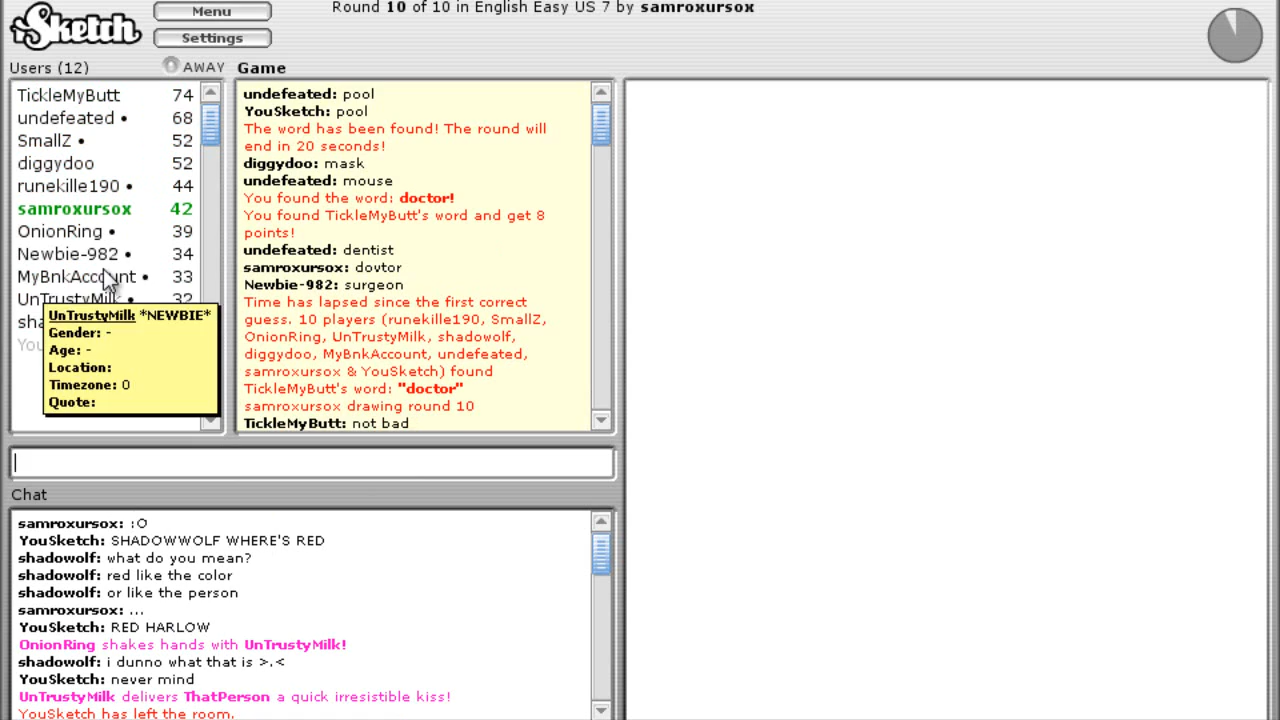 iSketch
Menu
Settings
Round 10 of 10 in English Easy US 7 by samroxursox
Users (12)
AWAY
TickleMyButt 74
undefeated • 68
SmallZ • 52
diggydoo 52
runekille190 • 44
samroxursox 42
OnionRing • 39
Newbie-982 • 34
MyBnkAccount • 33
UnTrustyMilk • 32
sha
You
UnTrustyMilk *NEWBIE*
Gender: -
Age: -
Location:
Timezone: 0
Quote:
Game
undefeated: pool
YouSketch: pool
The word has been found! The round will
end in 20 seconds!
diggydoo: mask
undefeated: mouse
You found the word: doctor!
You found TickleMyButt's word and get 8
points!
undefeated: dentist
samroxursox: dovtor
Newbie-982: surgeon
Time has lapsed since the first correct
guess. 10 players (runekille190, SmallZ,
OnionRing, UnTrustyMilk, shadowolf,
diggydoo, MyBnkAccount, undefeated,
samroxursox & YouSketch) found
TickleMyButt's word: "doctor"
samroxursox drawing round 10
TickleMyButt: not bad
Chat
samroxursox: :O
YouSketch: SHADOWWOLF WHERE'S RED
shadowolf: what do you mean?
shadowolf: red like the color
shadowolf: or like the person
samroxursox: ...
YouSketch: RED HARLOW
OnionRing shakes hands with UnTrustyMilk!
shadowolf: i dunno what that is >.<
YouSketch: never mind
UnTrustyMilk delivers ThatPerson a quick irresistible kiss!
YouSketch has left the room.